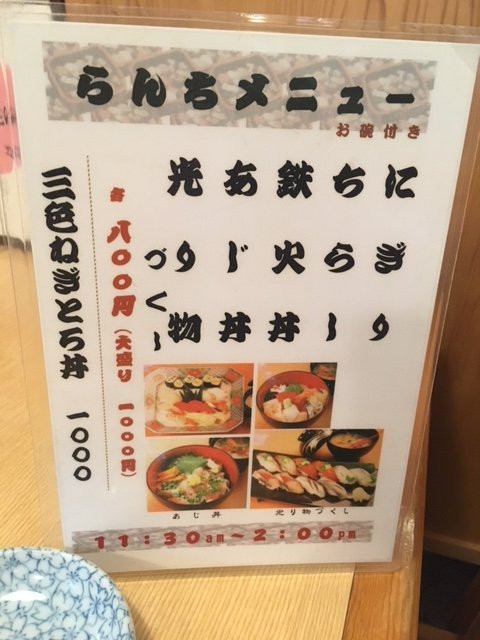 らんちメニュー
お碗付き
にぎり
ちらし
鉄火丼
あじ丼
光り物づくし
各 八〇〇円(大盛り 一〇〇〇円)
三色ねぎとろ丼 一〇〇〇
あじ丼
光り物づくし
11:30am～2:00pm